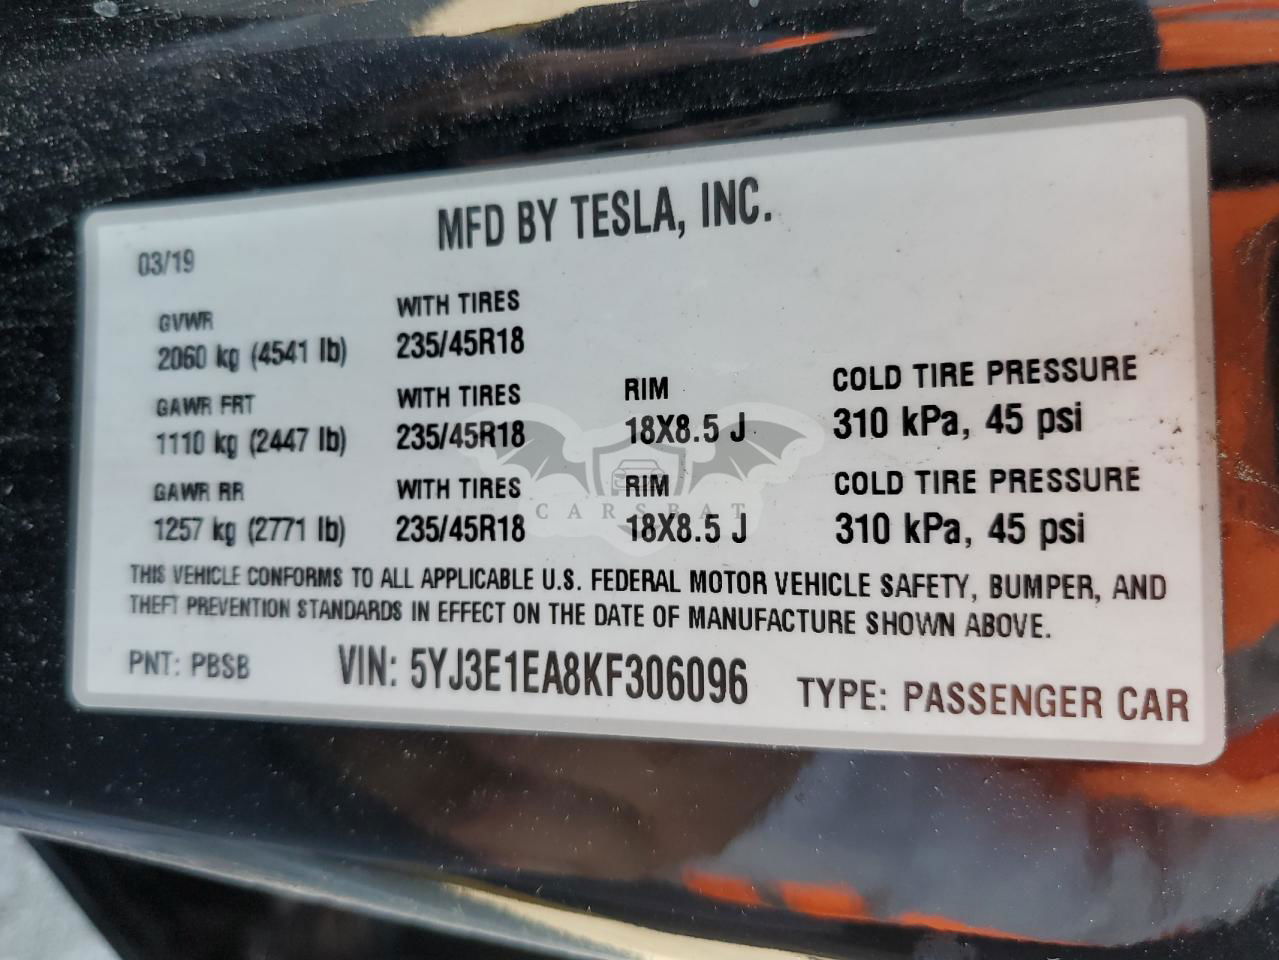 MFD BY TESLA, INC.
03/19
GVWR WITH TIRES
2060 kg (4541 lb) 235/45R18
GAWR FRT WITH TIRES RIM COLD TIRE PRESSURE
1110 kg (2447 lb) 235/45R18 18X8.5 J 310 kPa, 45 psi
GAWR RR WITH TIRES RIM COLD TIRE PRESSURE
1257 kg (2771 lb) 235/45R18 18X8.5 J 310 kPa, 45 psi
CARSBAT
THIS VEHICLE CONFORMS TO ALL APPLICABLE U.S. FEDERAL MOTOR VEHICLE SAFETY, BUMPER, AND
THEFT PREVENTION STANDARDS IN EFFECT ON THE DATE OF MANUFACTURE SHOWN ABOVE.
PNT: PBSB VIN: 5YJ3E1EA8KF306096 TYPE: PASSENGER CAR